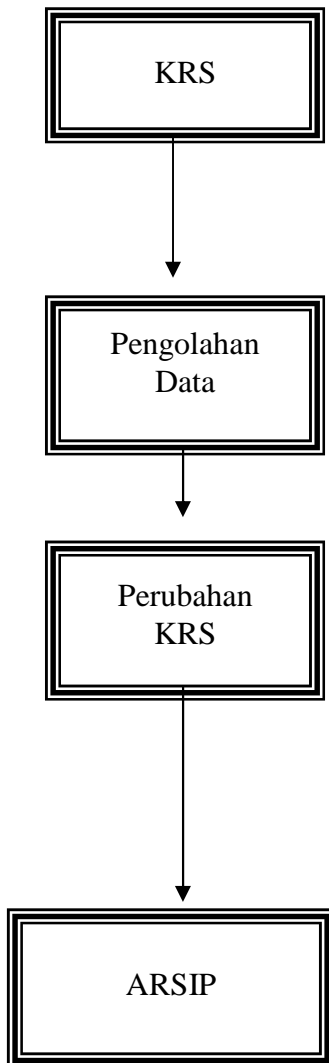 KRS
Pengolahan
Data
Perubahan
KRS
ARSIP